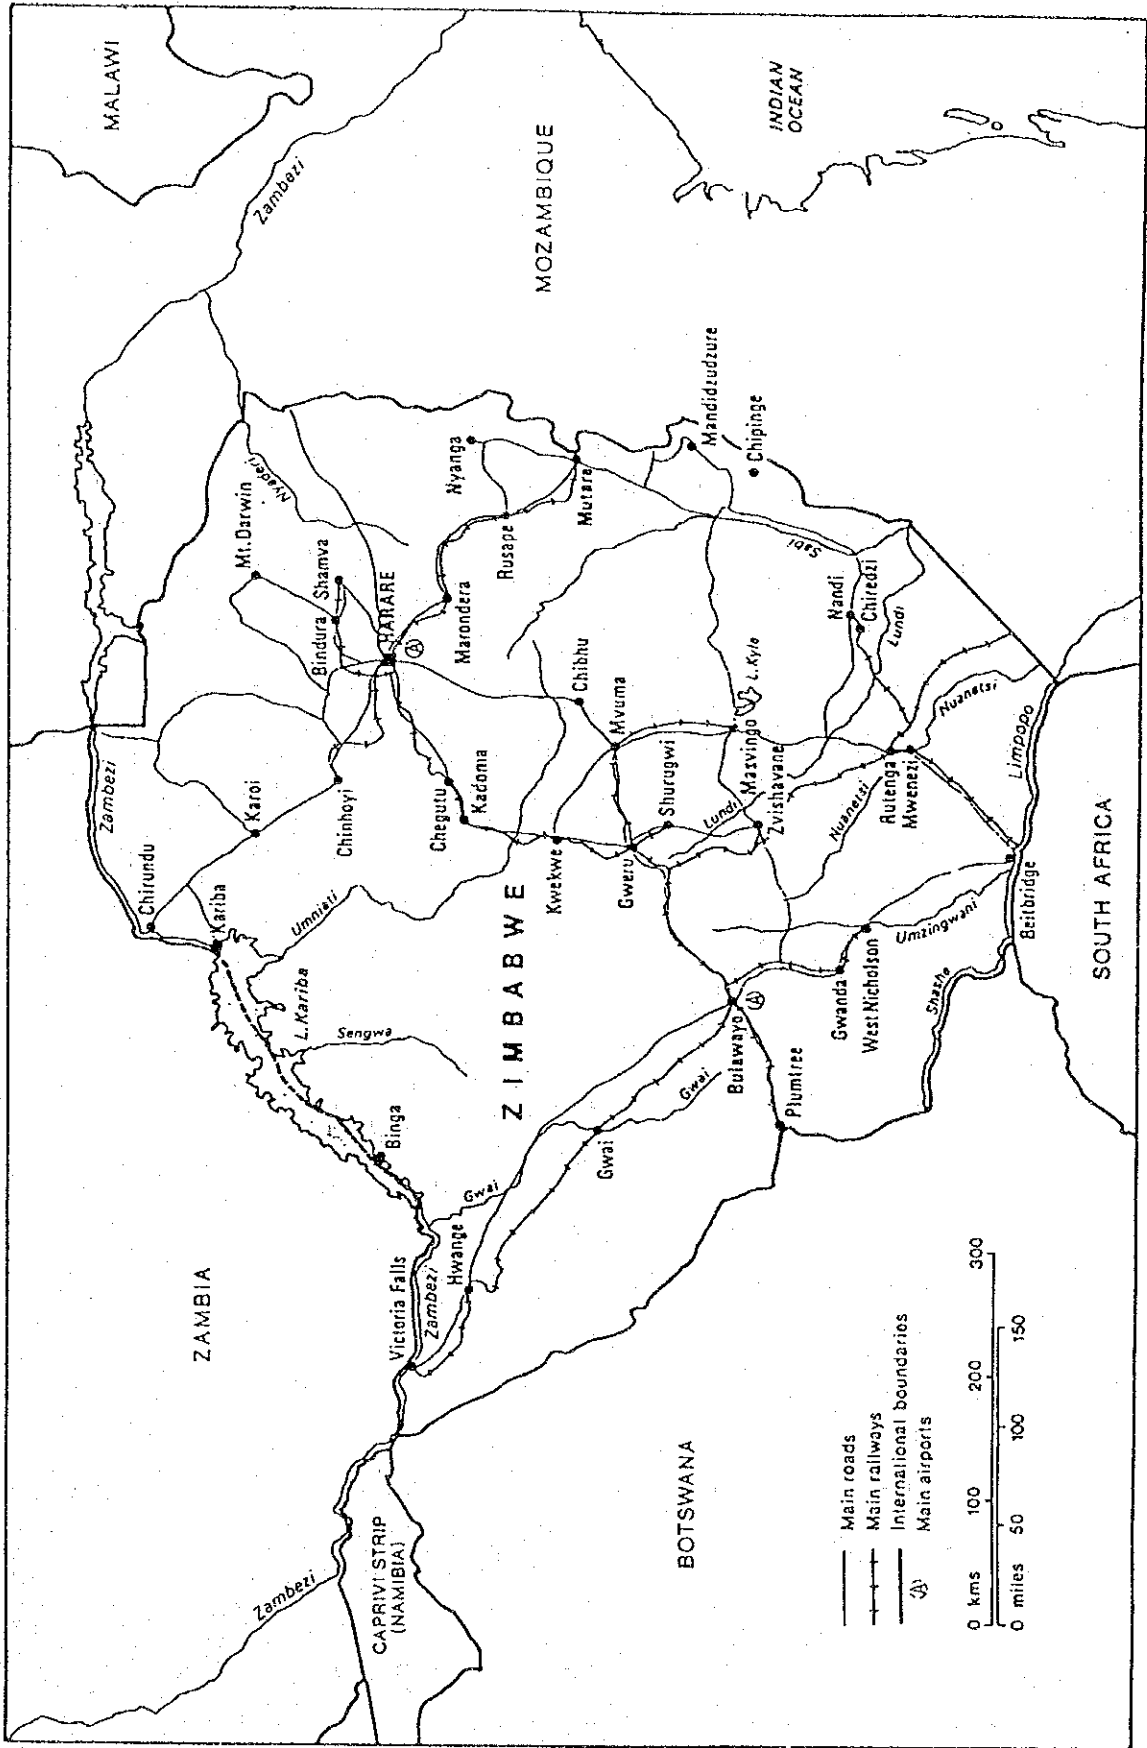 MALAWI
ZAMBIA
Zambezi
Zambezi
CAPRIVI STRIP
(NAMIBIA)
Zambezi
Chirundu
Kariba
L.Kariba
Binga
Victoria Falls
Zambezi
Hwange
Gwai
Gwai
Gwai
Sengwa
Umniati
Karoi
Chinhoyi
Mt.Darwin
Bindura
Shamva
HARARE
(A)
Zambezi
MOZAMBIQUE
Nyanga
Rusape
Mutare
Marondera
Chegutu
Kadoma
ZIMBABWE
Kwekwe
Gweru
Shurugwi
Chibhu
Mvuma
Masvingo
L.Kyle
Zvishavane
Lundi
Mandidzudzure
Chipinge
Sabi
Nandi
Chiredzi
Lundi
Nuanetsi
Nuanetsi
Rutenga
Mwenezi
Bulawayo
(A)
Plumtree
Gwanda
West Nicholson
Umzingwani
Shashe
Beitbridge
Limpopo
INDIAN
OCEAN
BOTSWANA
SOUTH AFRICA
Main roads
Main railways
International boundaries
(A) Main airports
0 kms 100 200 300
0 miles 50 100 150